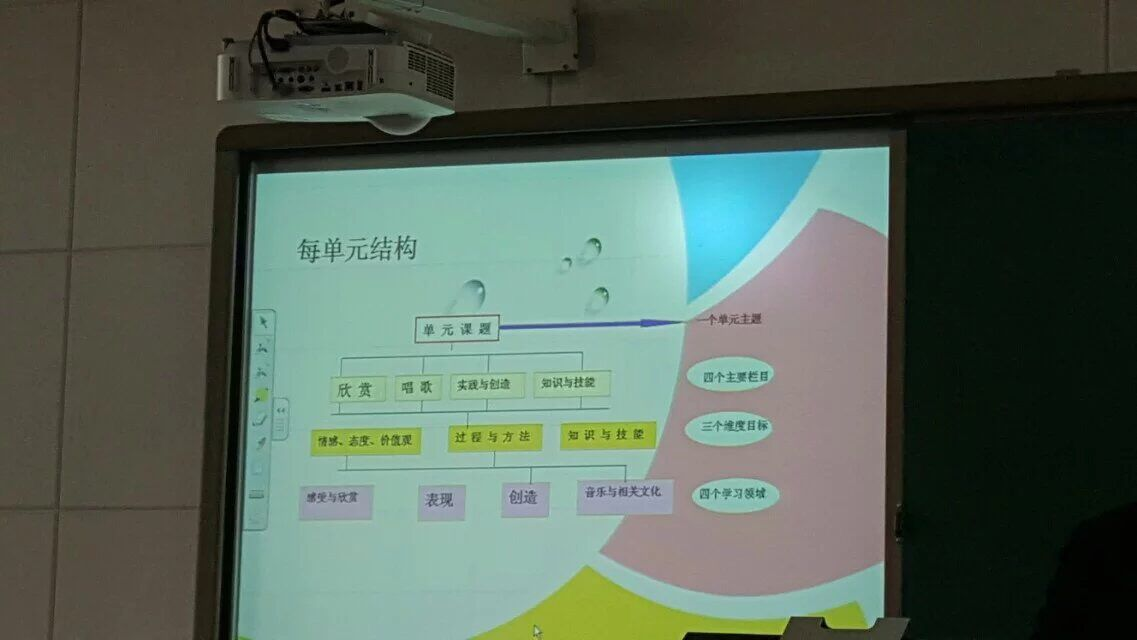 每单元结构
单元课题
一个单元主题
欣赏
唱歌
实践与创造
知识与技能
四个主要栏目
情感、态度、价值观
过程与方法
知识与技能
三个维度目标
感受与欣赏
表现
创造
音乐与相关文化
四个学习领域